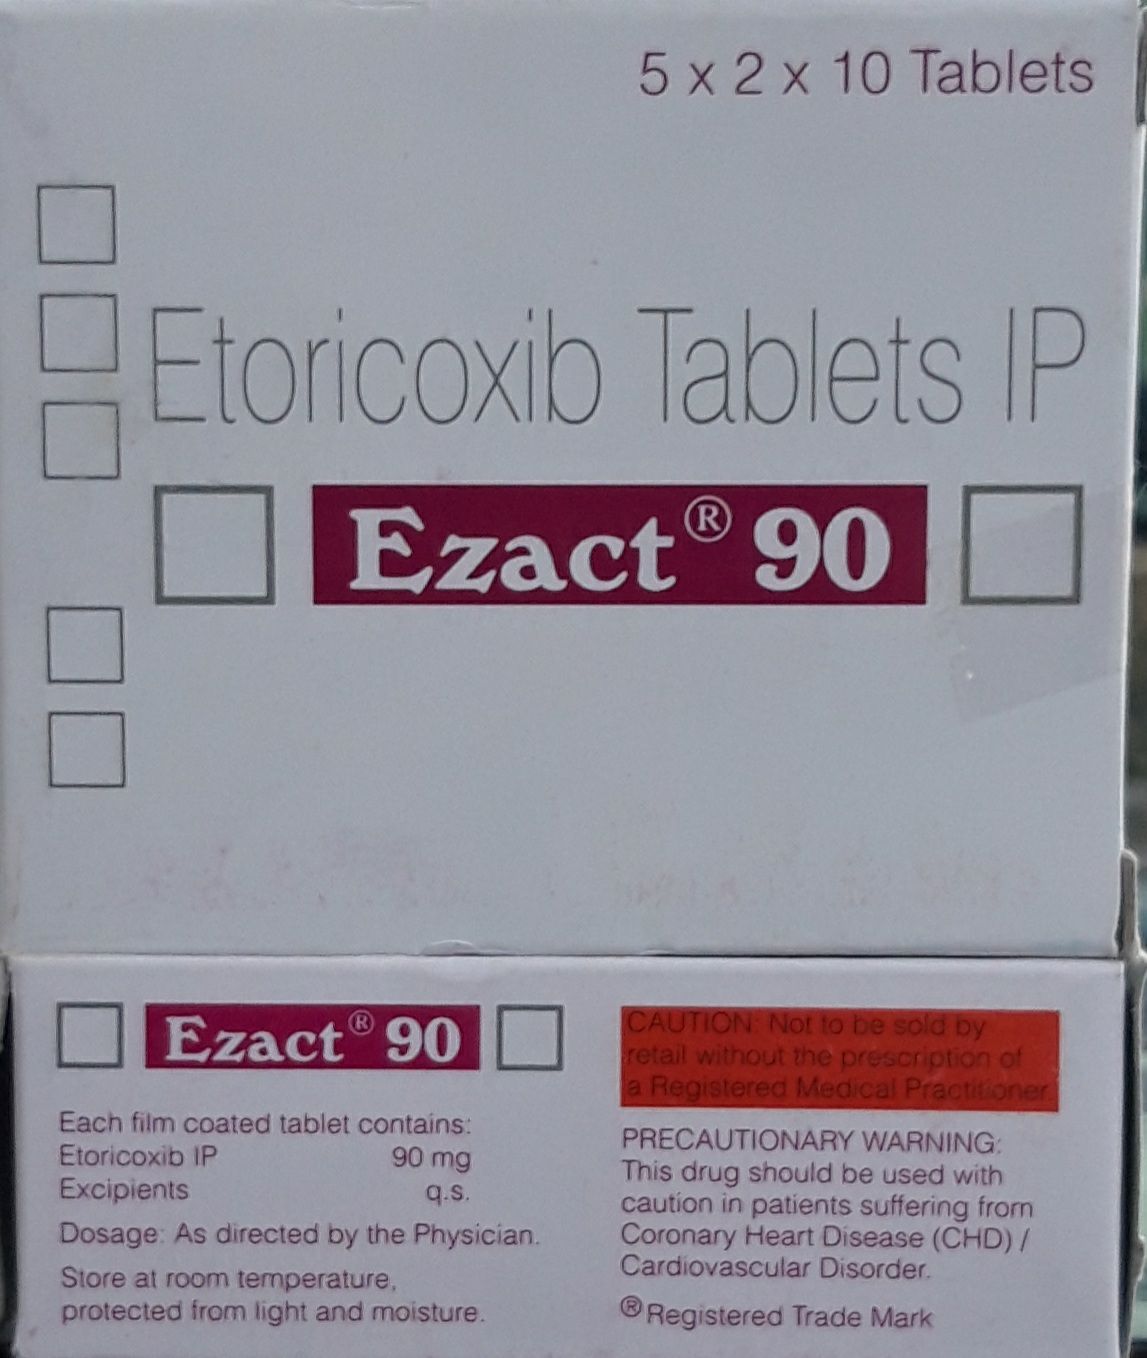 5 x 2 x 10 Tablets
Etoricoxib Tablets IP
Ezact® 90
Ezact® 90
Each film coated tablet contains:
Etoricoxib IP 90 mg
Excipients q.s.
Dosage: As directed by the Physician.
Store at room temperature,
protected from light and moisture.
CAUTION: Not to be sold by
retail without the prescription of
a Registered Medical Practitioner
PRECAUTIONARY WARNING:
This drug should be used with
caution in patients suffering from
Coronary Heart Disease (CHD) /
Cardiovascular Disorder.
®Registered Trade Mark